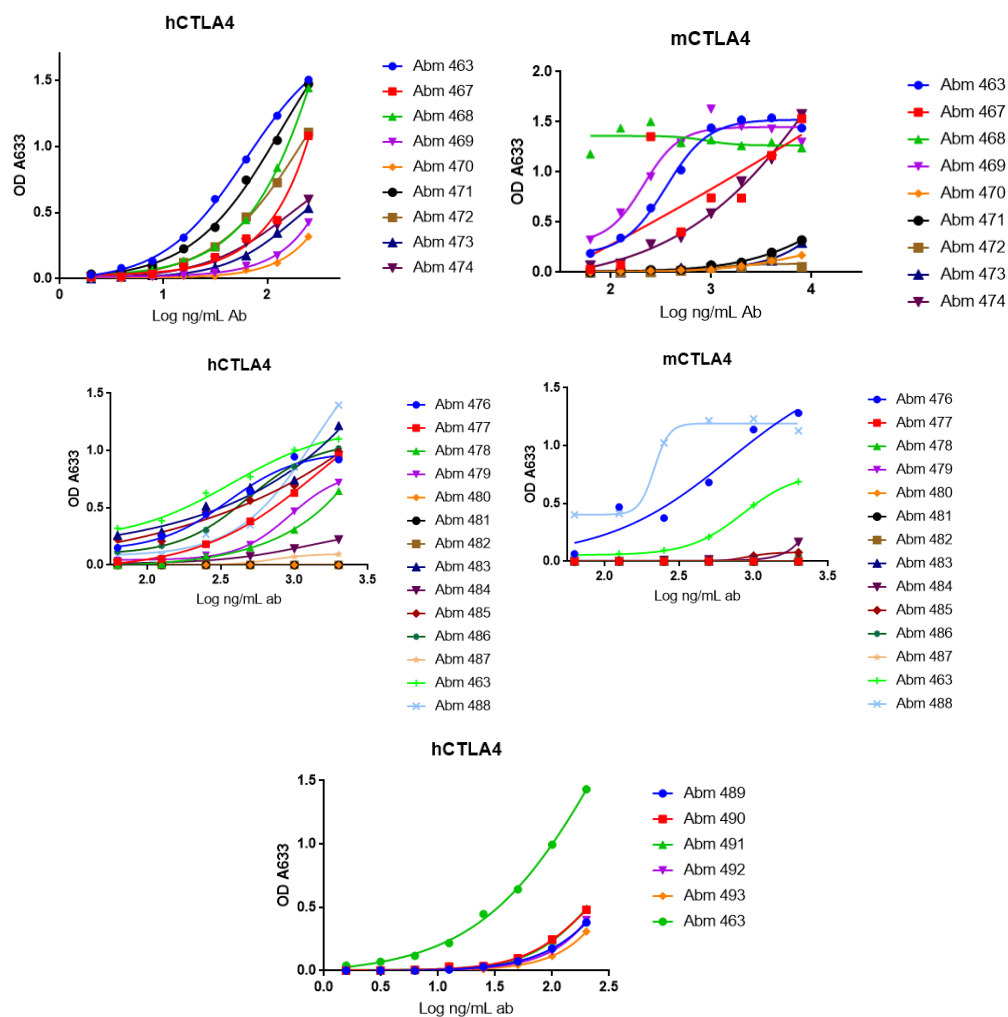 hCTLA4
OD A633
1.5
1.0
0.5
0.0
0
1
2
Log ng/mL Ab
Abm 463
Abm 467
Abm 468
Abm 469
Abm 470
Abm 471
Abm 472
Abm 473
Abm 474
mCTLA4
OD A633
2.0
1.5
1.0
0.5
0.0
2
3
4
Log ng/mL Ab
Abm 463
Abm 467
Abm 468
Abm 469
Abm 470
Abm 471
Abm 472
Abm 473
Abm 474
hCTLA4
OD A633
1.5
1.0
0.5
0.0
2.0
2.5
3.0
3.5
Log ng/mL ab
Abm 476
Abm 477
Abm 478
Abm 479
Abm 480
Abm 481
Abm 482
Abm 483
Abm 484
Abm 485
Abm 486
Abm 487
Abm 463
Abm 488
mCTLA4
OD A633
1.5
1.0
0.5
0.0
2.0
2.5
3.0
3.5
Log ng/mL ab
Abm 476
Abm 477
Abm 478
Abm 479
Abm 480
Abm 481
Abm 482
Abm 483
Abm 484
Abm 485
Abm 486
Abm 487
Abm 463
Abm 488
hCTLA4
OD A633
1.5
1.0
0.5
0.0
0.0
0.5
1.0
1.5
2.0
2.5
Log ng/mL ab
Abm 489
Abm 490
Abm 491
Abm 492
Abm 493
Abm 463